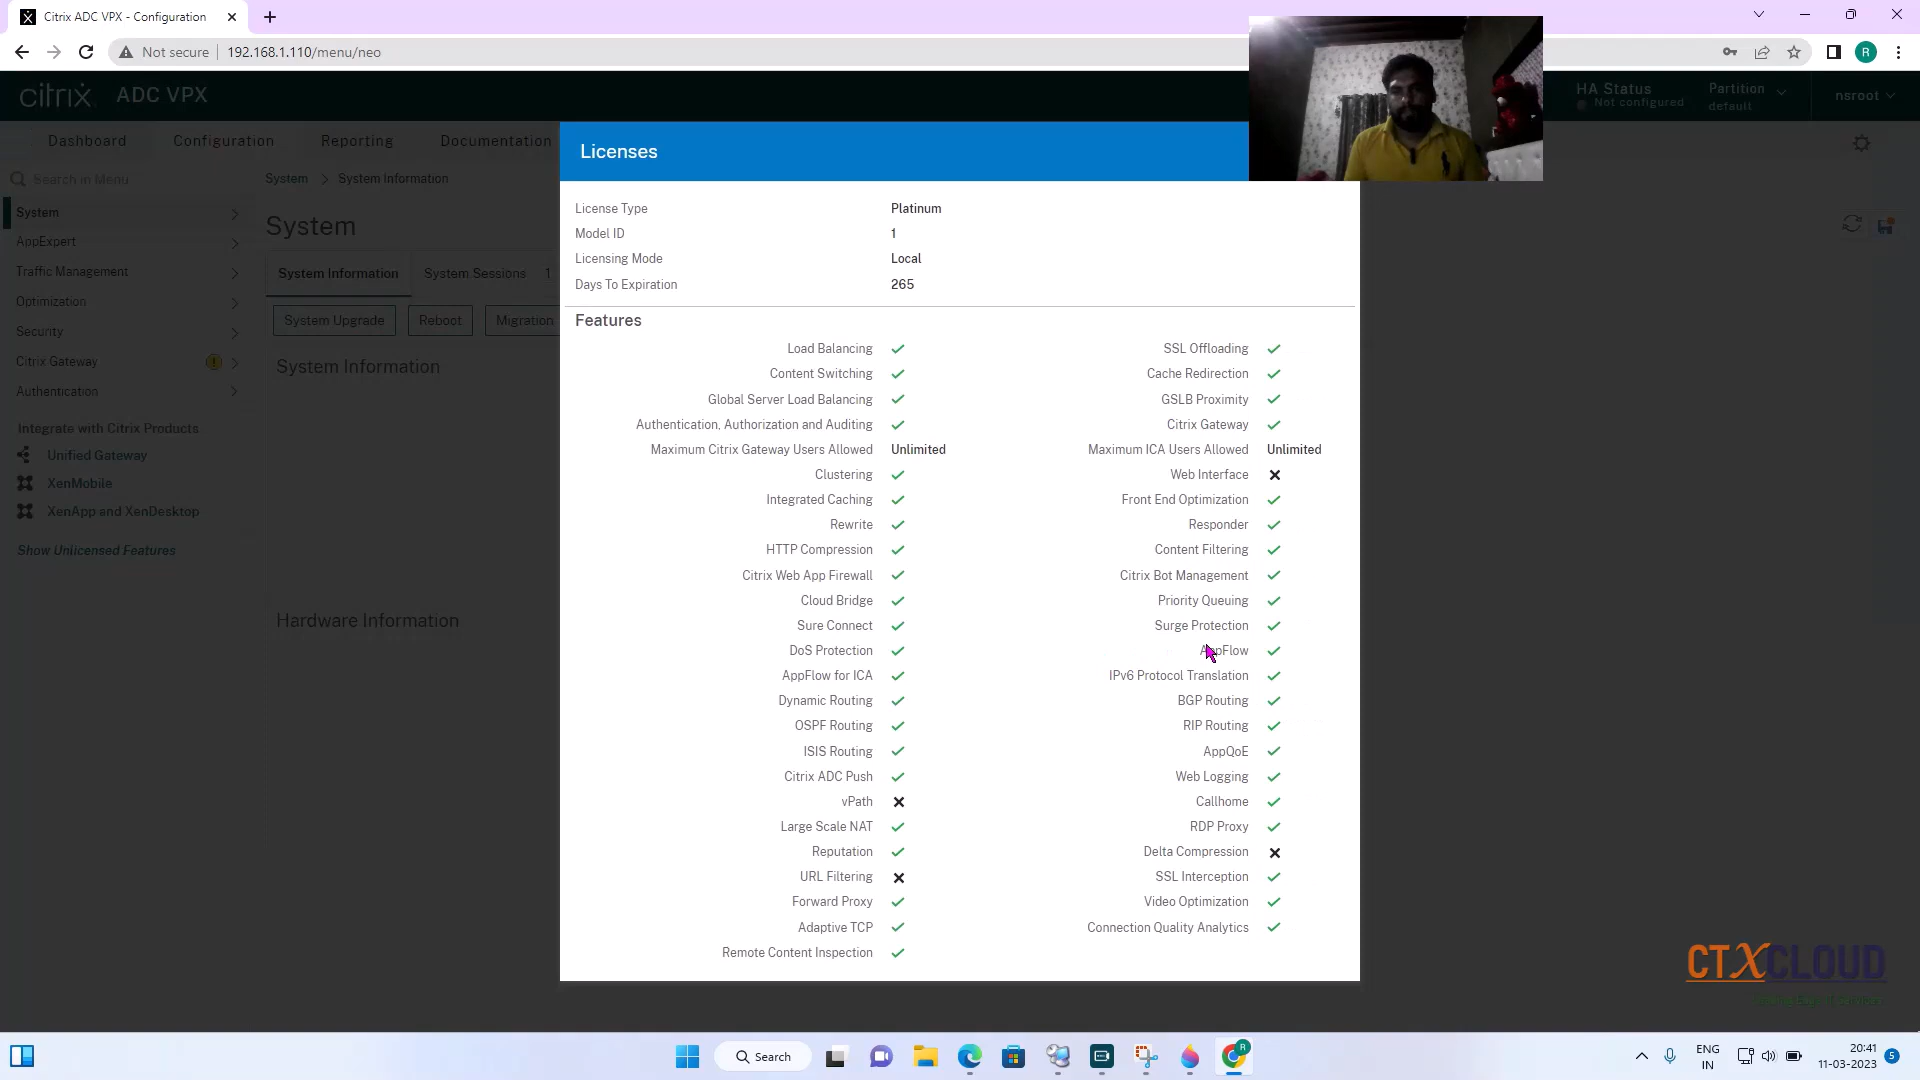 Citrix ADC VPX - Configuration
Not secure
192.168.1.110/menu/neo
R
citrix ADC VPX
HA Status
Not configured
Partition
default
nsroot
Dashboard
Configuration
Reporting
Documentation
Licenses
Search in Menu
System
AppExpert
Traffic Management
Optimization
Security
Citrix Gateway
Authentication
Integrate with Citrix Products
Unified Gateway
XenMobile
XenApp and XenDesktop
Show Unlicensed Features
System
System Information
System
System Information
System Sessions 1
System Upgrade
Reboot
Migration
System Information
Hardware Information
License Type Platinum
Model ID 1
Licensing Mode Local
Days To Expiration 265
Features
Load Balancing
SSL Offloading
Content Switching
Cache Redirection
Global Server Load Balancing
GSLB Proximity
Authentication, Authorization and Auditing
Citrix Gateway
Maximum Citrix Gateway Users Allowed Unlimited
Maximum ICA Users Allowed Unlimited
Clustering
Web Interface
Integrated Caching
Front End Optimization
Rewrite
Responder
HTTP Compression
Content Filtering
Citrix Web App Firewall
Citrix Bot Management
Cloud Bridge
Priority Queuing
Sure Connect
Surge Protection
DoS Protection
AppFlow
AppFlow for ICA
IPv6 Protocol Translation
Dynamic Routing
BGP Routing
OSPF Routing
RIP Routing
ISIS Routing
AppQoE
Citrix ADC Push
Web Logging
vPath
Callhome
Large Scale NAT
RDP Proxy
Reputation
Delta Compression
URL Filtering
SSL Interception
Forward Proxy
Video Optimization
Adaptive TCP
Connection Quality Analytics
Remote Content Inspection
CTXCLOUD
Search
R
ENG
IN
20:41
11-03-2023
5